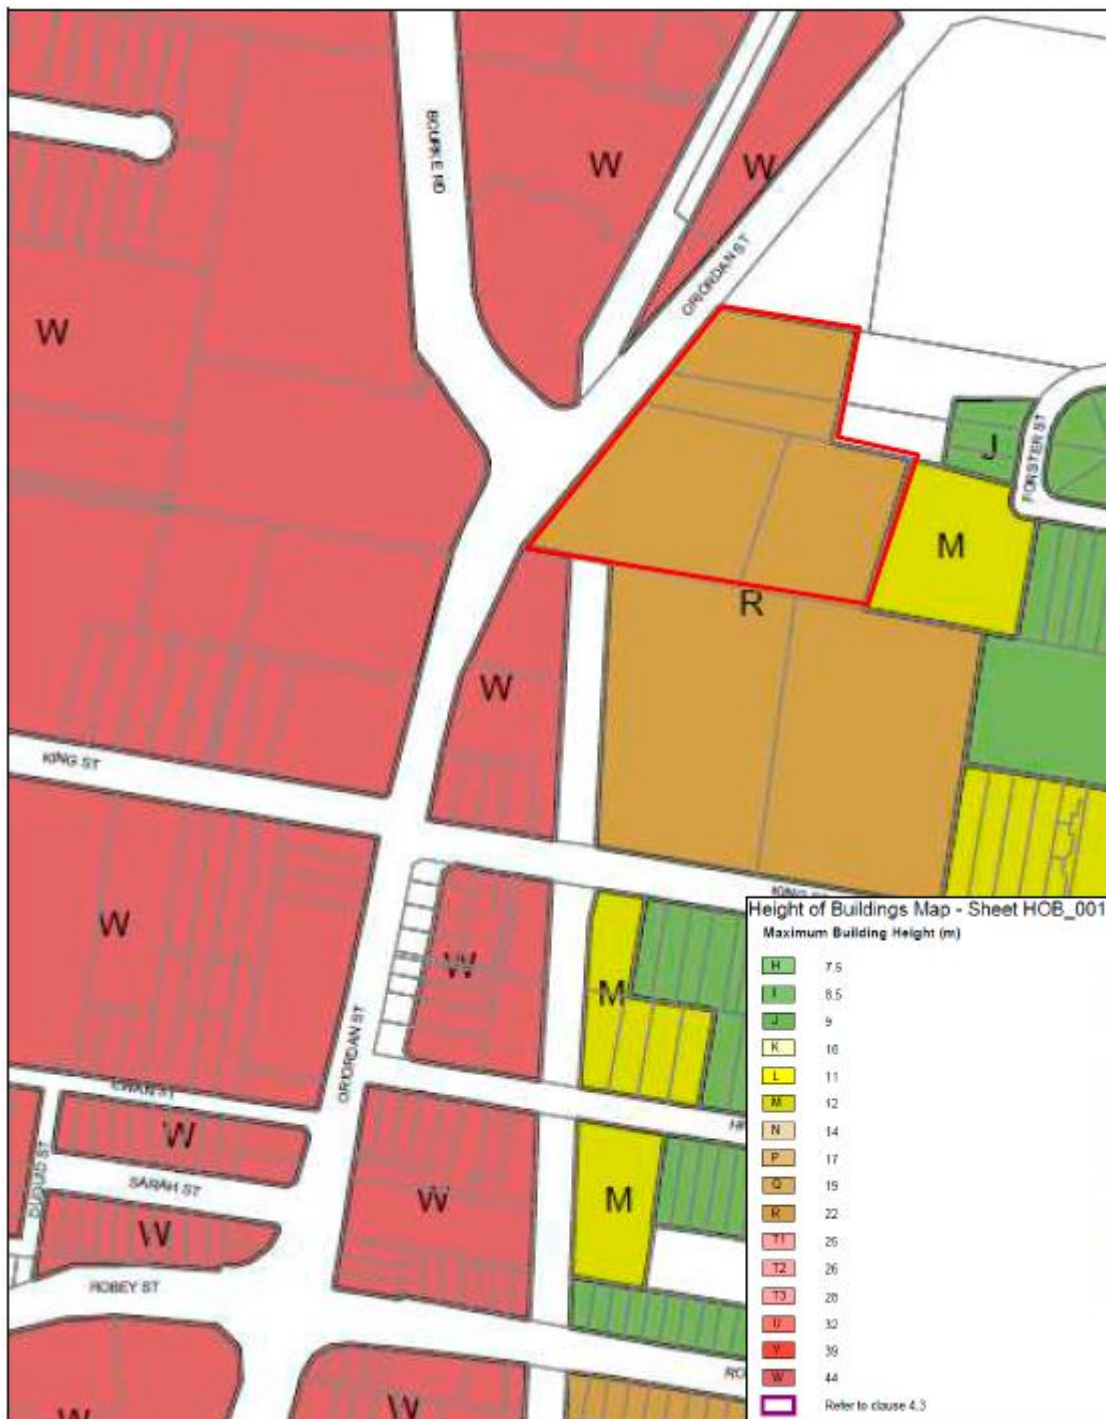 BOURKE RD
W
W
ORIORDAN ST
W
J
FORSTER ST
M
R
W
KING ST
W
W
M
ORIORDAN ST
W
SARAH ST
W
M
W
ROBEY ST
W
W
Height of Buildings Map - Sheet HOB_001
Maximum Building Height (m)
H 7.5
I 8.5
J 9
K 10
L 11
M 12
N 14
P 17
Q 19
R 22
T1 25
T2 26
T3 28
U 32
V 39
W 44
Refer to clause 4.3